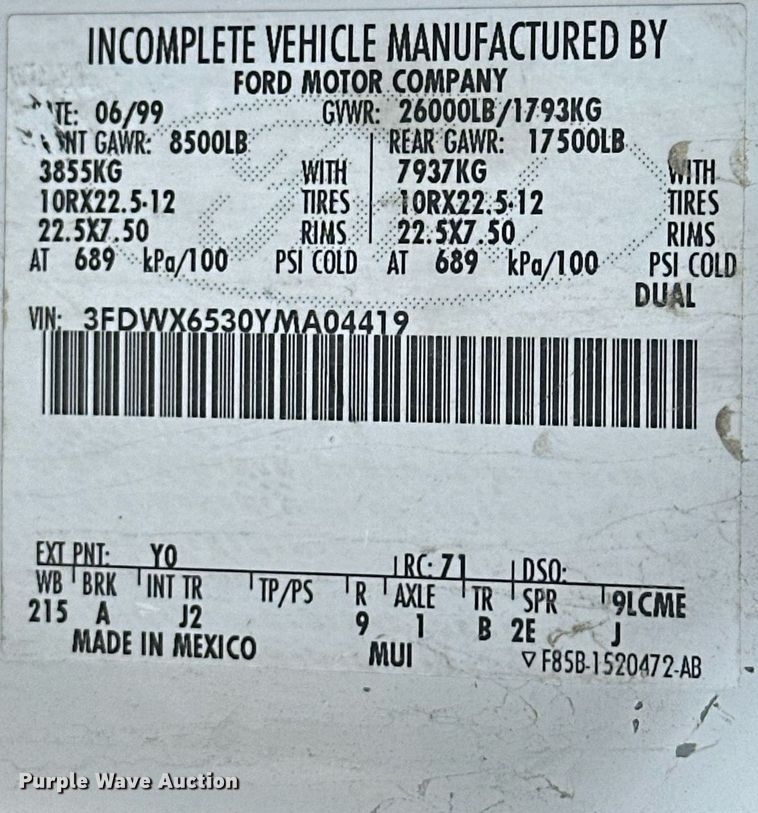 INCOMPLETE VEHICLE MANUFACTURED BY
FORD MOTOR COMPANY
TE: 06/99 GVWR: 26000LB/1793KG
NT GAWR: 8500LB REAR GAWR: 17500LB
3855KG WITH 7937KG WITH
10RX22.5-12 TIRES 10RX22.5-12 TIRES
22.5X7.50 RIMS 22.5X7.50 RIMS
AT 689 kPa/100 PSI COLD AT 689 kPa/100 PSI COLD
DUAL
VIN: 3FDWX6530YMA04419
EXT PNT: Y0 RC: 71 DSO:
WB BRK INT TR TP/PS R AXLE TR SPR 9LCME
215 A J2 9 1 B 2E J
MADE IN MEXICO MUI ▽F85B-1520472-AB
Purple Wave Auction